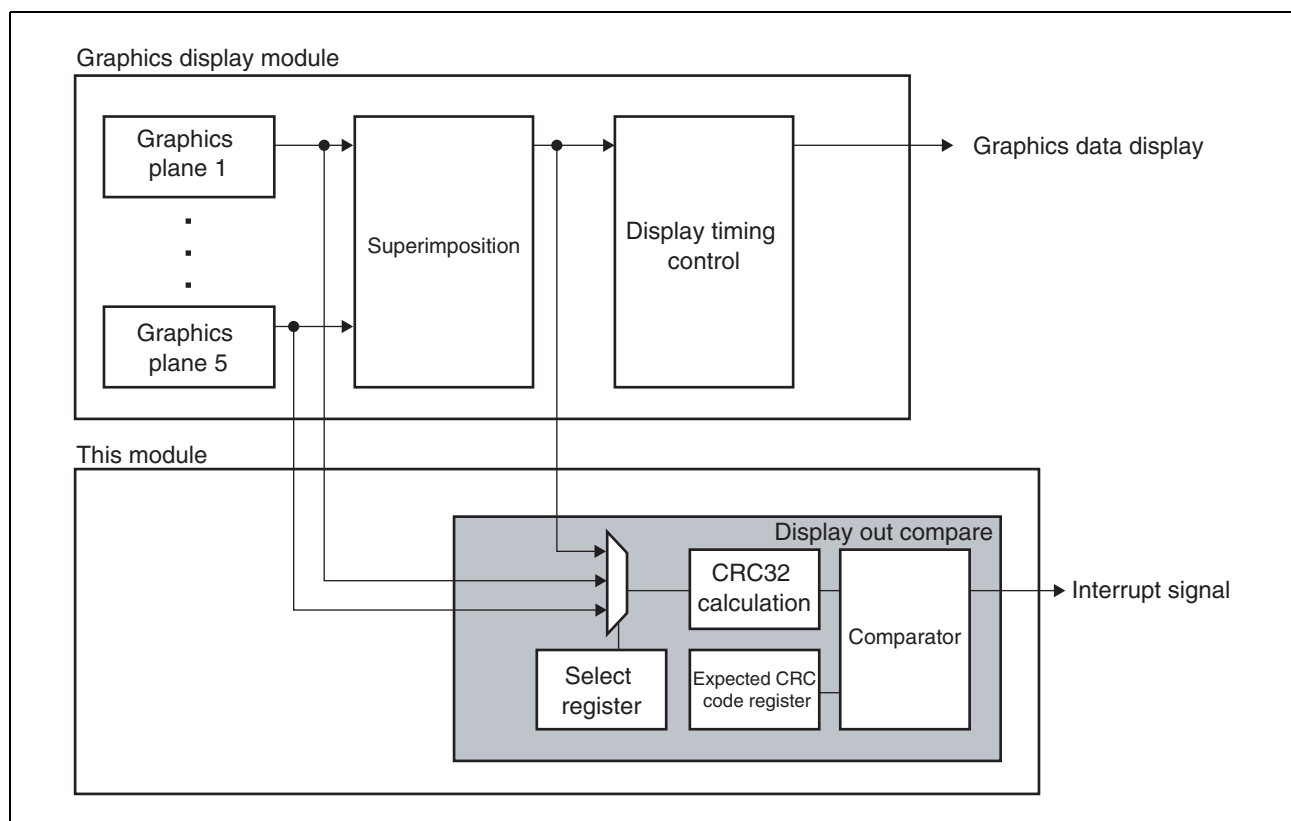 Graphics display module
Graphics
plane 1
Superimposition
Display timing
control
Graphics data display
Graphics
plane 5
This module
Display out compare
CRC32
calculation
Comparator
Interrupt signal
Select
register
Expected CRC
code register